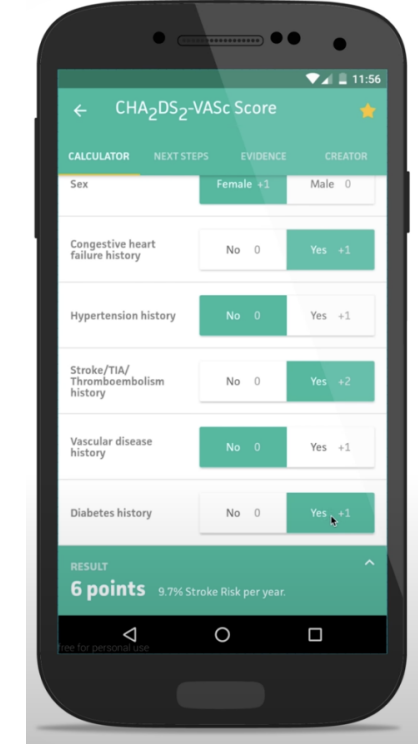 11:56
CHA₂DS₂-VASc Score
CALCULATOR NEXT STEPS EVIDENCE CREATOR
Sex Female +1 Male 0
Congestive heart
failure history
No 0 Yes +1
Hypertension history No 0 Yes +1
Stroke/TIA/
Thromboembolism
history
No 0 Yes +2
Vascular disease
history
No 0 Yes +1
Diabetes history No 0 Yes +1
RESULT
6 points 9.7% Stroke Risk per year.
free for personal use